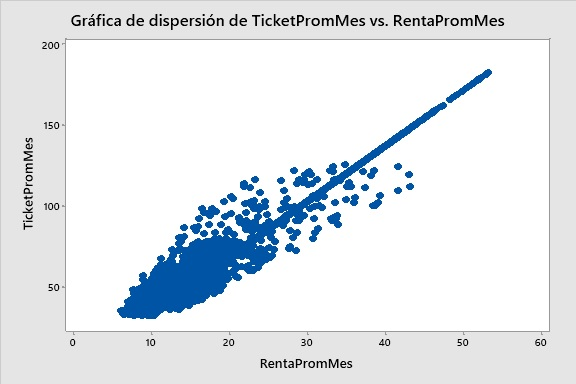 Gráfica de dispersión de TicketPromMes vs. RentaPromMes
200
150
100
50
TicketPromMes
0 10 20 30 40 50 60
RentaPromMes